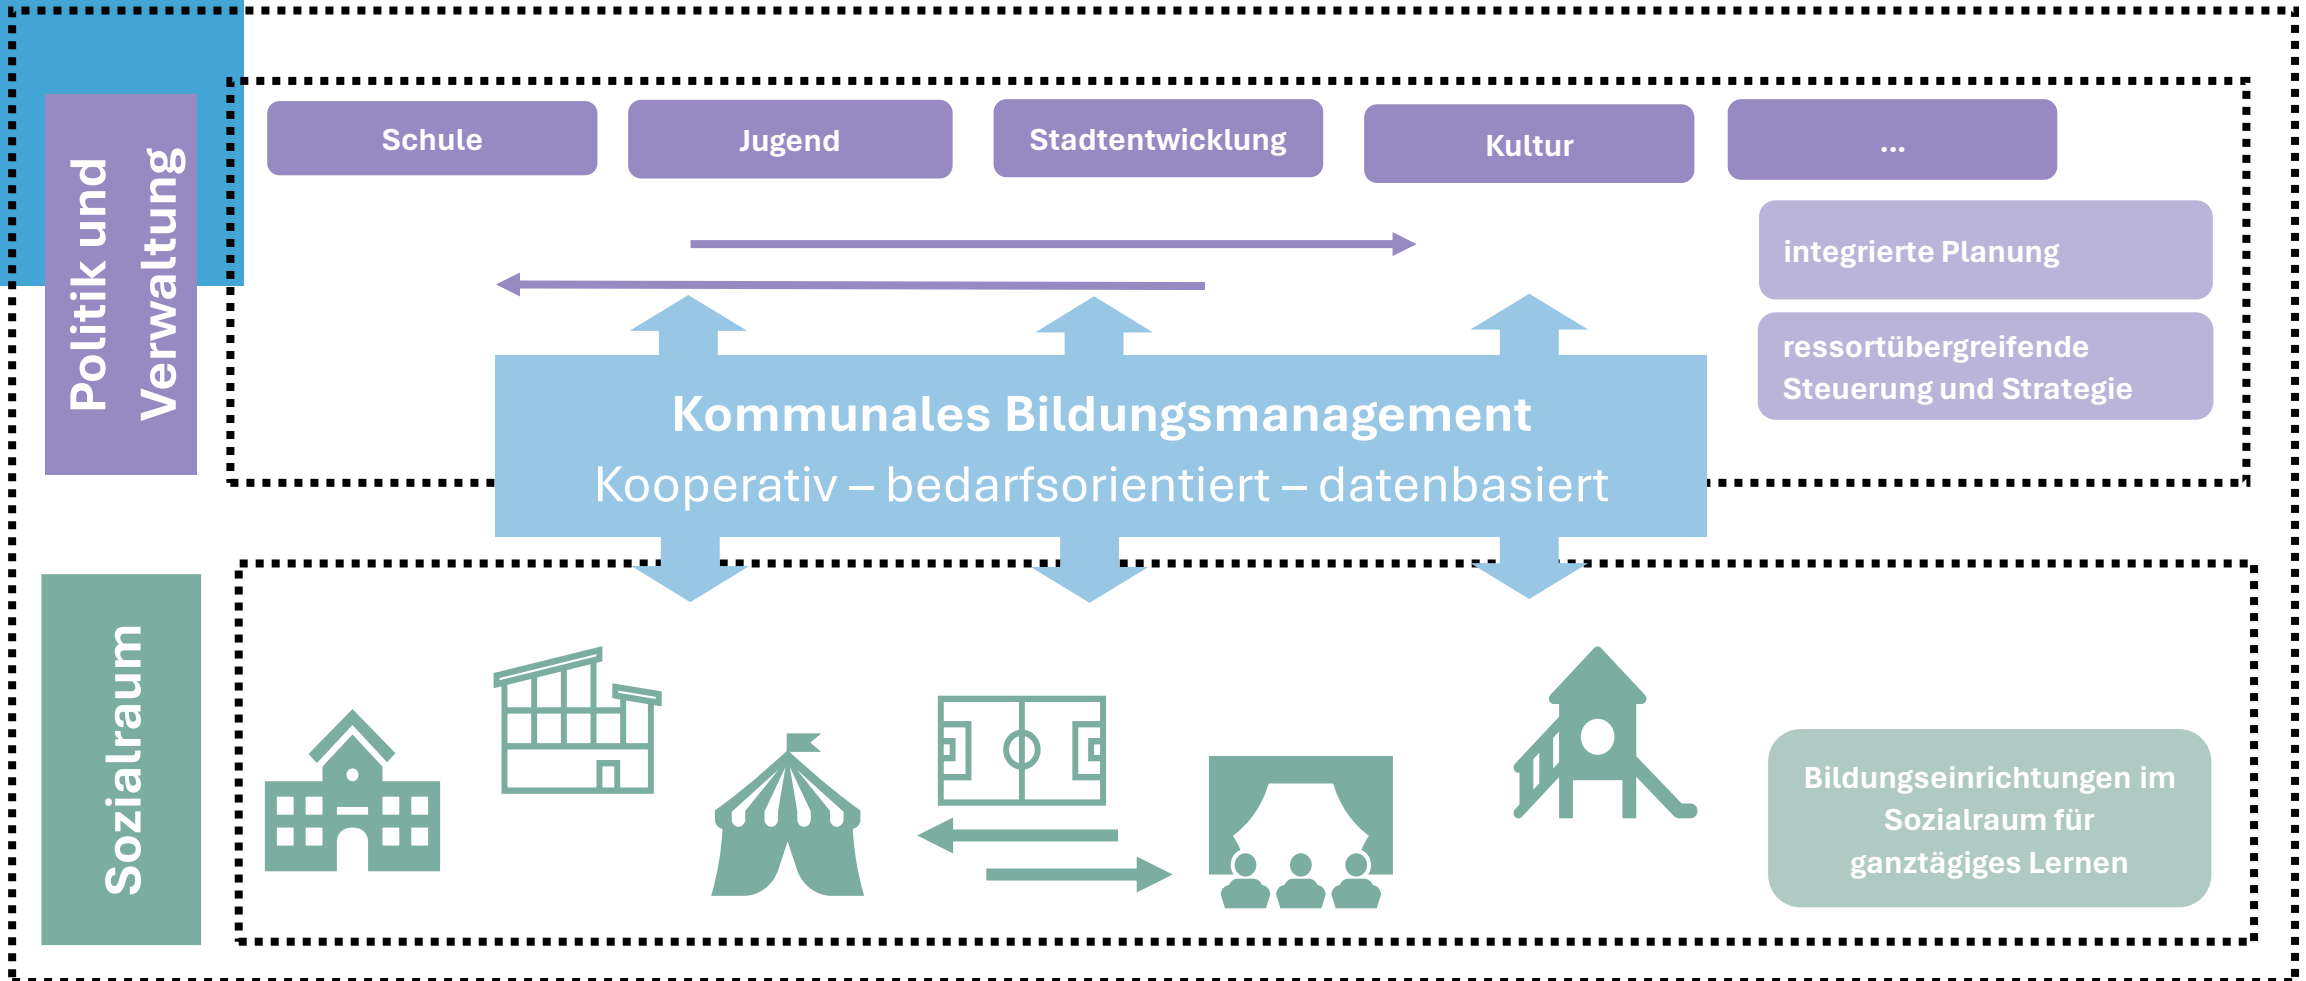 Politik und
Verwaltung
Schule
Jugend
Stadtentwicklung
Kultur
...
integrierte Planung
ressortübergreifende
Steuerung und Strategie
Kommunales Bildungsmanagement
Kooperativ – bedarfsorientiert – datenbasiert
Sozialraum
Bildungseinrichtungen im
Sozialraum für
ganztägiges Lernen